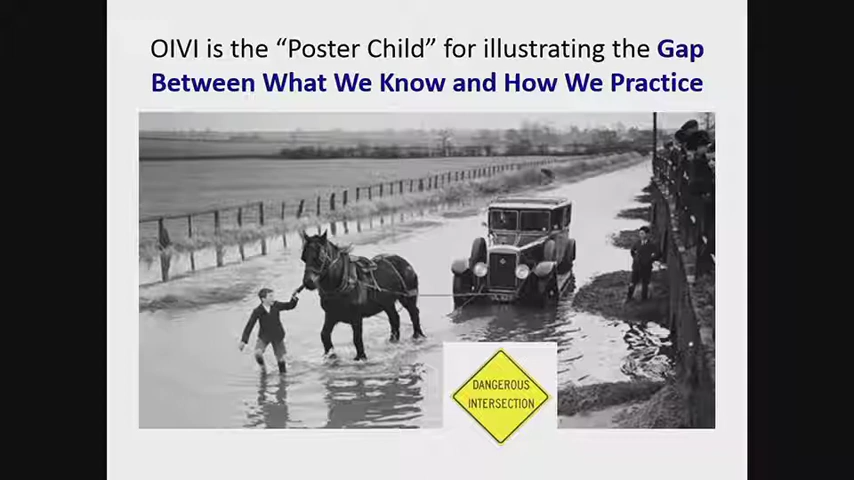 OIVI is the “Poster Child” for illustrating the Gap
Between What We Know and How We Practice
DANGEROUS
INTERSECTION